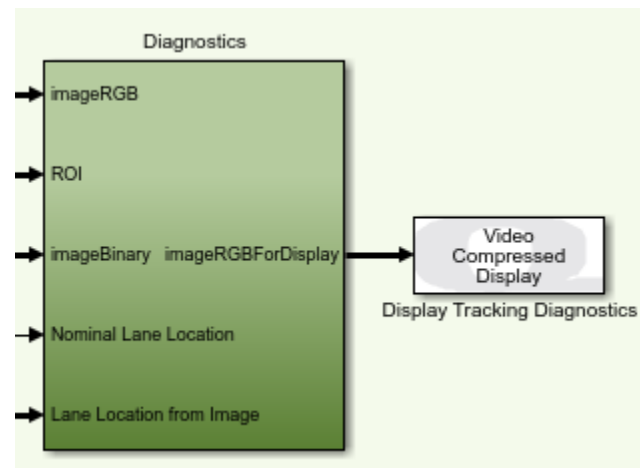 Diagnostics
imageRGB
ROI
imageBinary imageRGBForDisplay
Nominal Lane Location
Lane Location from Image
Video
Compressed
Display
Display Tracking Diagnostics